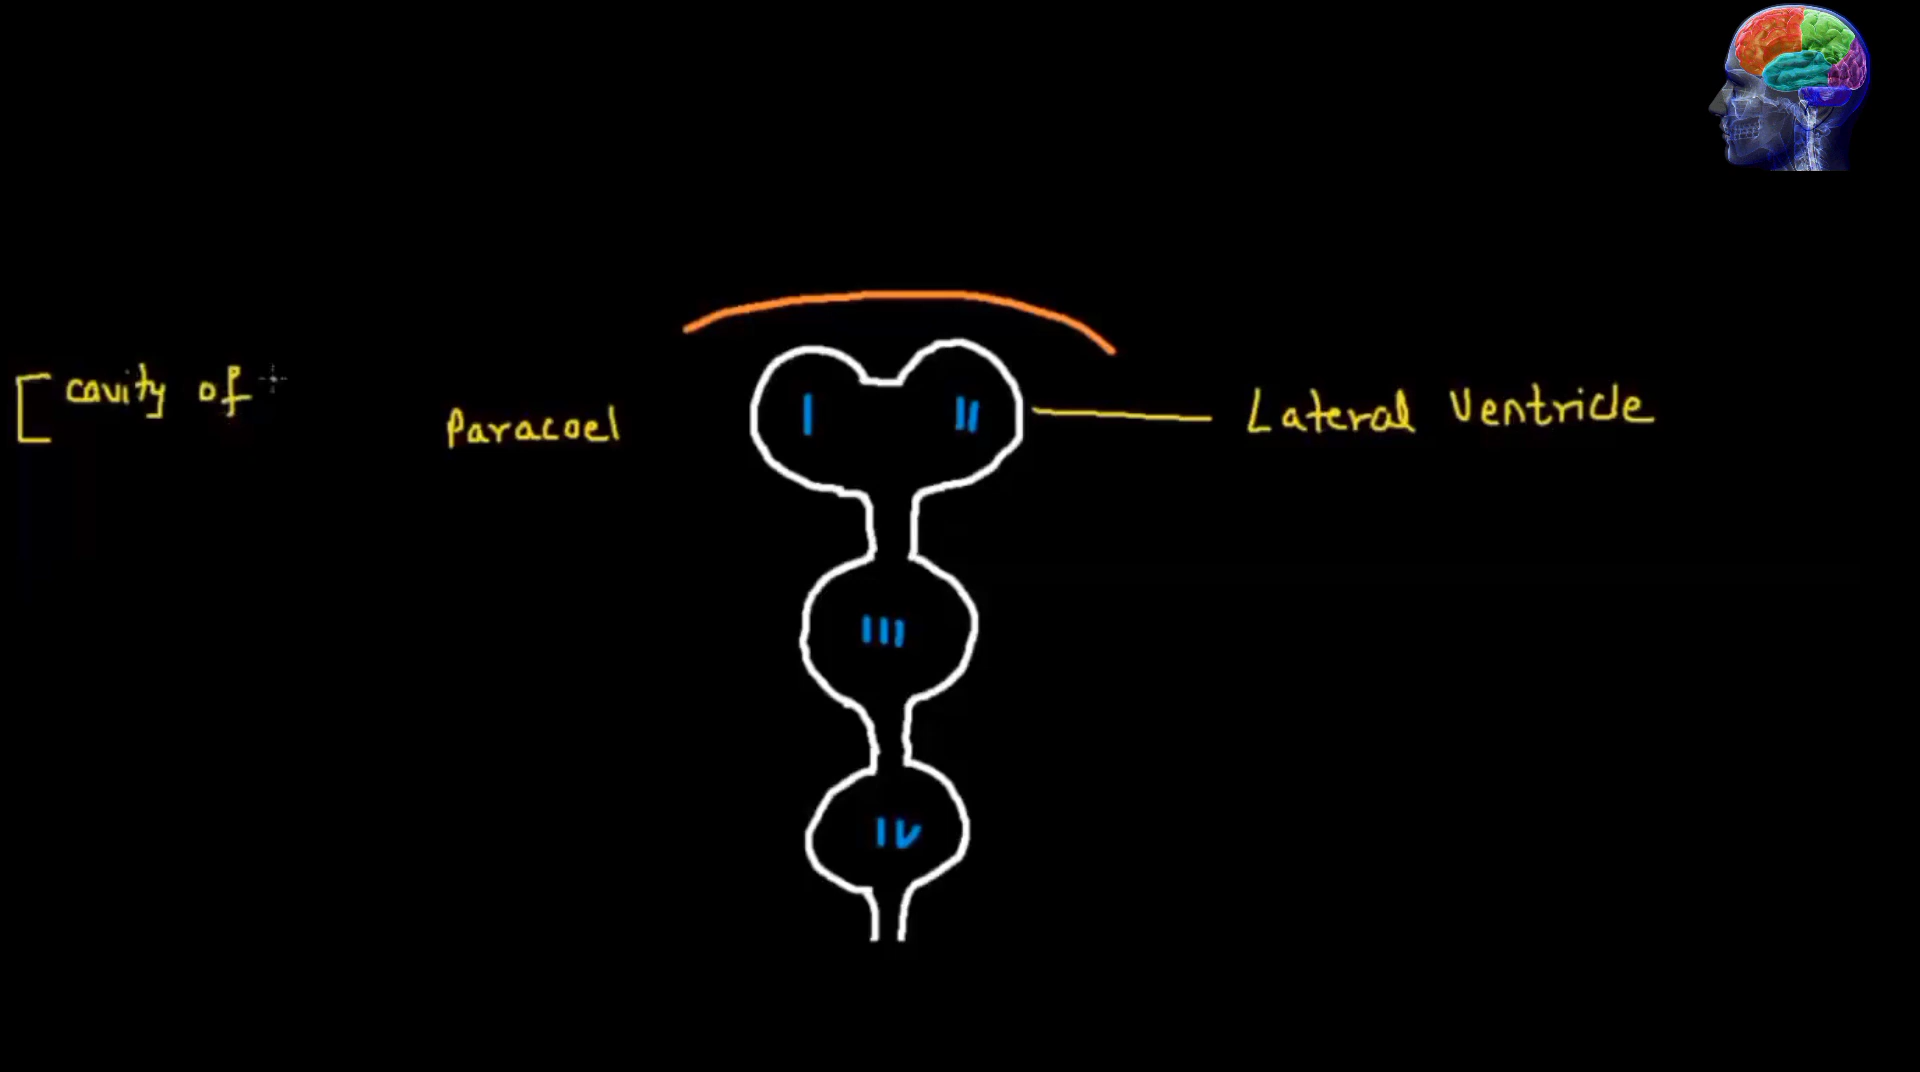 [ cavity of
Paracoel
I
II
Lateral Ventricle
III
IV